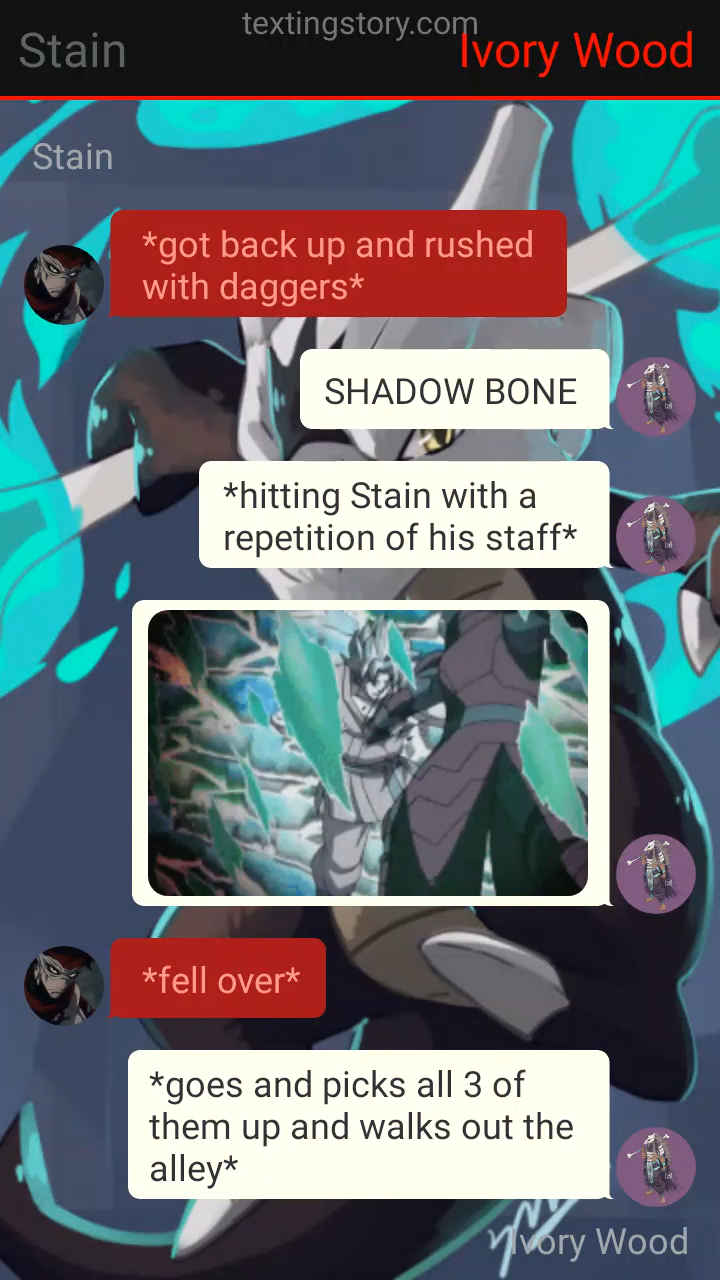 textingstory.com
Stain
Ivory Wood
Stain
*got back up and rushed
with daggers*
SHADOW BONE
*hitting Stain with a
repetition of his staff*
*fell over*
*goes and picks all 3 of
them up and walks out the
alley*
Ivory Wood